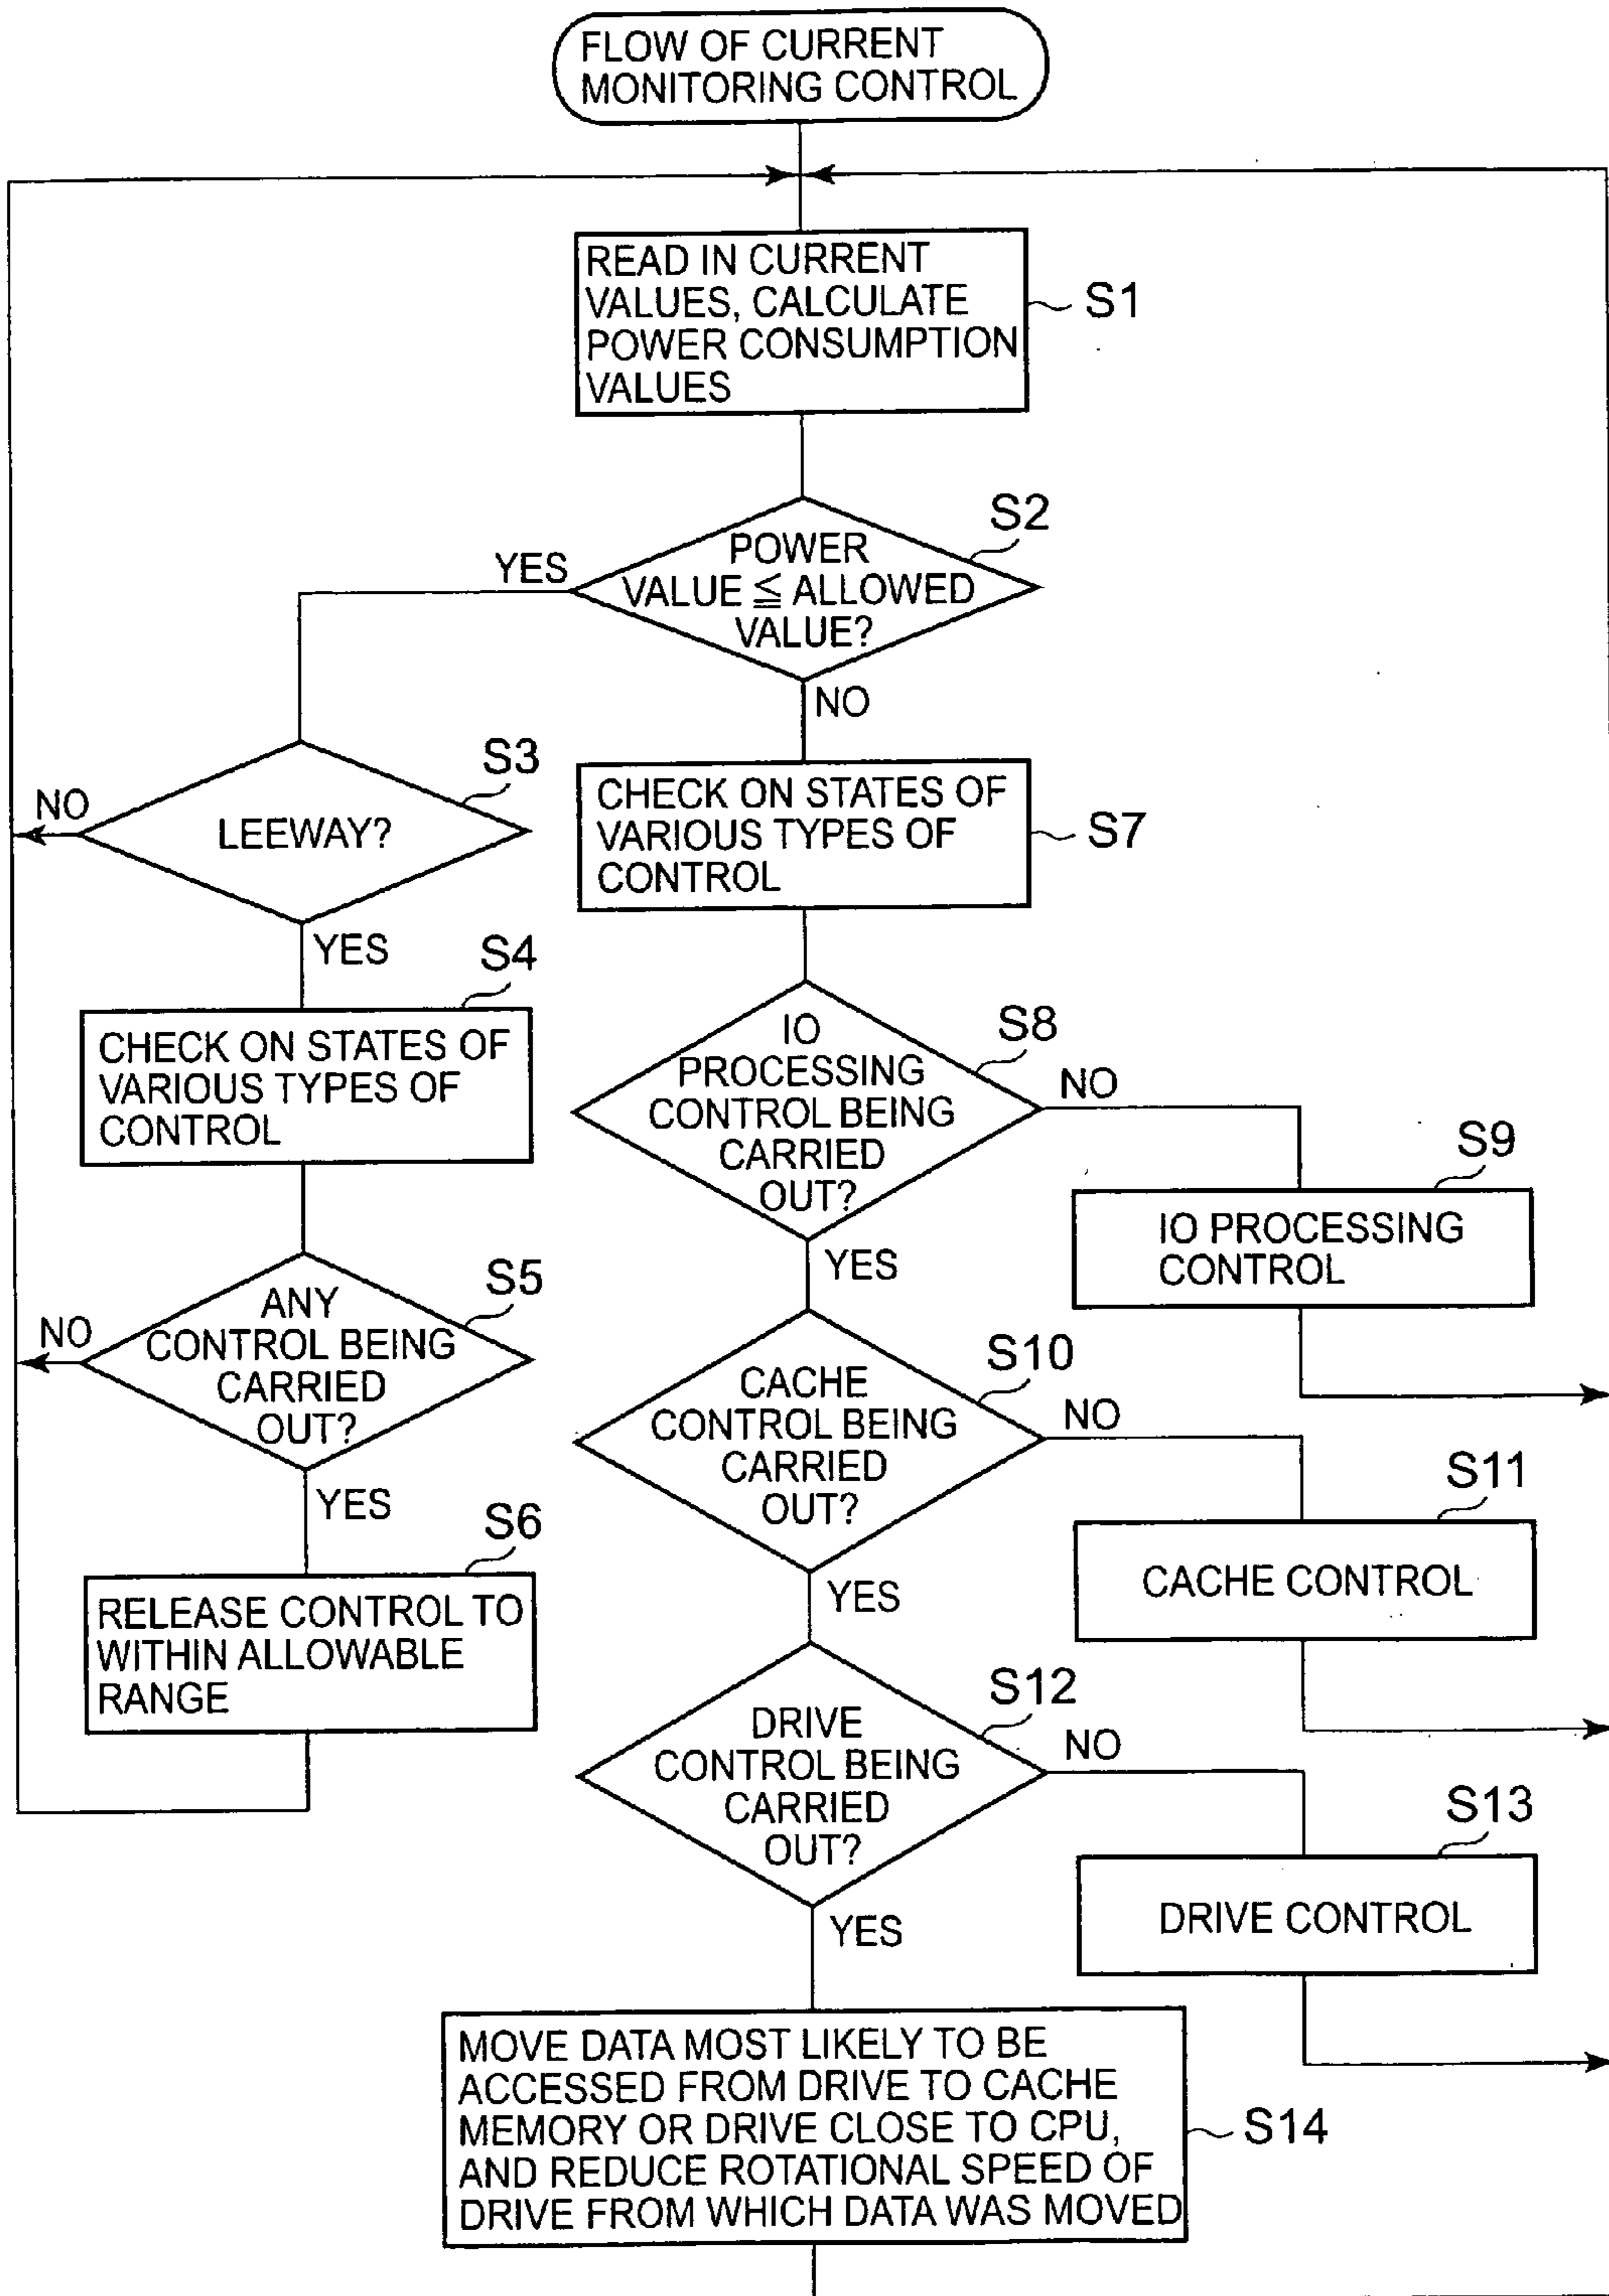 FLOW OF CURRENT
MONITORING CONTROL
READ IN CURRENT
VALUES, CALCULATE
POWER CONSUMPTION
VALUES
S1
S2
POWER
VALUE ≦ ALLOWED
VALUE?
YES
NO
S3
LEEWAY?
NO
YES
S4
CHECK ON STATES OF
VARIOUS TYPES OF
CONTROL
S5
ANY
CONTROL BEING
CARRIED
OUT?
NO
YES
S6
RELEASE CONTROL TO
WITHIN ALLOWABLE
RANGE
CHECK ON STATES OF
VARIOUS TYPES OF
CONTROL
S7
S8
IO
PROCESSING
CONTROL BEING
CARRIED
OUT?
NO
YES
S9
IO PROCESSING
CONTROL
S10
CACHE
CONTROL BEING
CARRIED
OUT?
NO
YES
S11
CACHE CONTROL
S12
DRIVE
CONTROL BEING
CARRIED
OUT?
NO
YES
S13
DRIVE CONTROL
MOVE DATA MOST LIKELY TO BE
ACCESSED FROM DRIVE TO CACHE
MEMORY OR DRIVE CLOSE TO CPU,
AND REDUCE ROTATIONAL SPEED OF
DRIVE FROM WHICH DATA WAS MOVED
S14